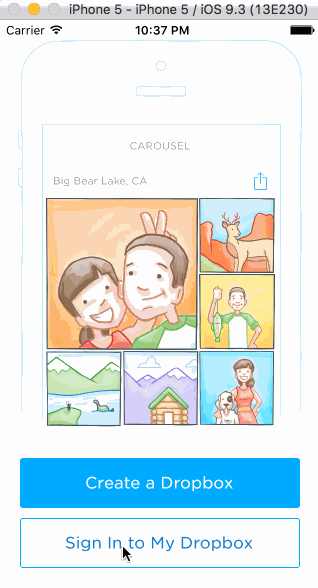 iPhone 5 - iPhone 5 / iOS 9.3 (13E230)
Carrier 10:37 PM
CAROUSEL
Big Bear Lake, CA
Create a Dropbox
Sign In to My Dropbox